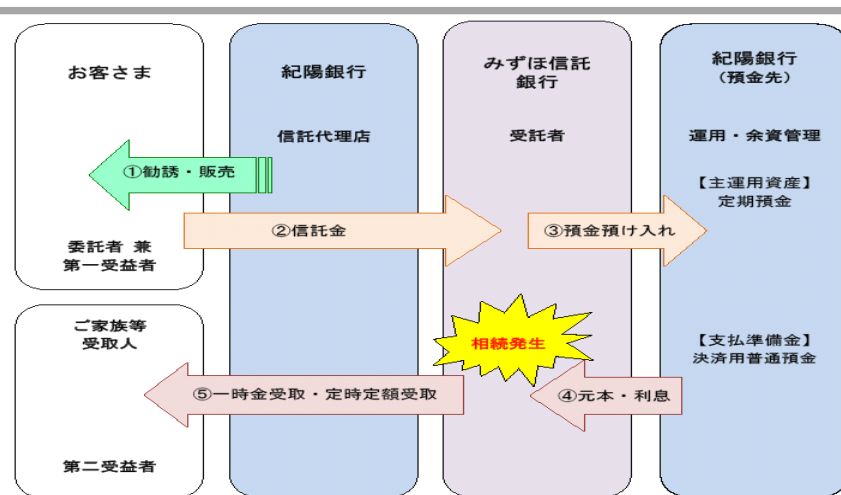 お客さま
委託者 兼
第一受益者
ご家族等
受取人
第二受益者
紀陽銀行
信託代理店
みずほ信託
銀行
受託者
紀陽銀行
（預金先）
運用・余資管理
【主運用資産】
定期預金
【支払準備金】
決済用普通預金
①勧誘・販売
②信託金
③預金預け入れ
相続発生
④元本・利息
⑤一時金受取・定時定額受取